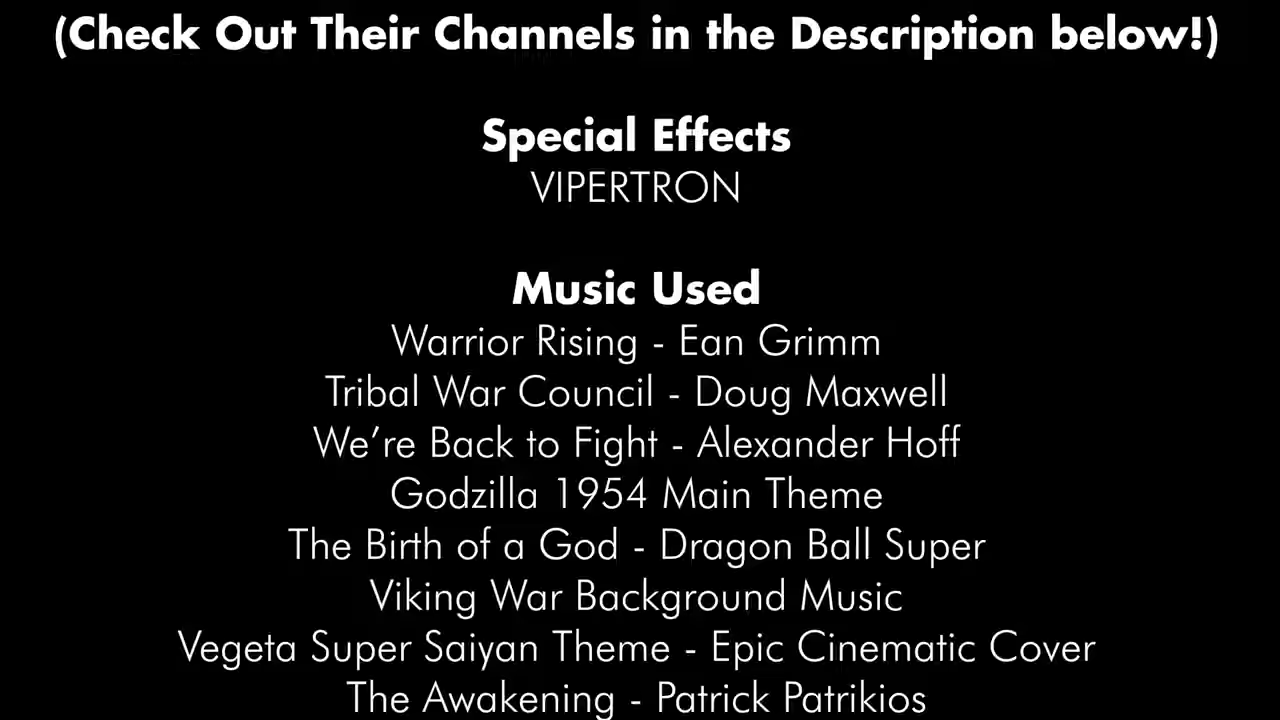 (Check Out Their Channels in the Description below!)
Special Effects
VIPERTRON
Music Used
Warrior Rising - Ean Grimm
Tribal War Council - Doug Maxwell
We’re Back to Fight - Alexander Hoff
Godzilla 1954 Main Theme
The Birth of a God - Dragon Ball Super
Viking War Background Music
Vegeta Super Saiyan Theme - Epic Cinematic Cover
The Awakening - Patrick Patrikios